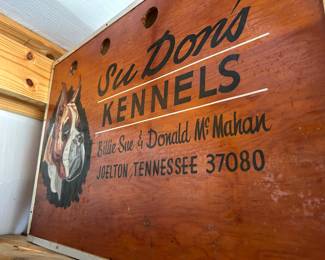 Su Don's
KENNELS
Billie Sue & Donald McMahan
JOELTON, TENNESSEE 37080